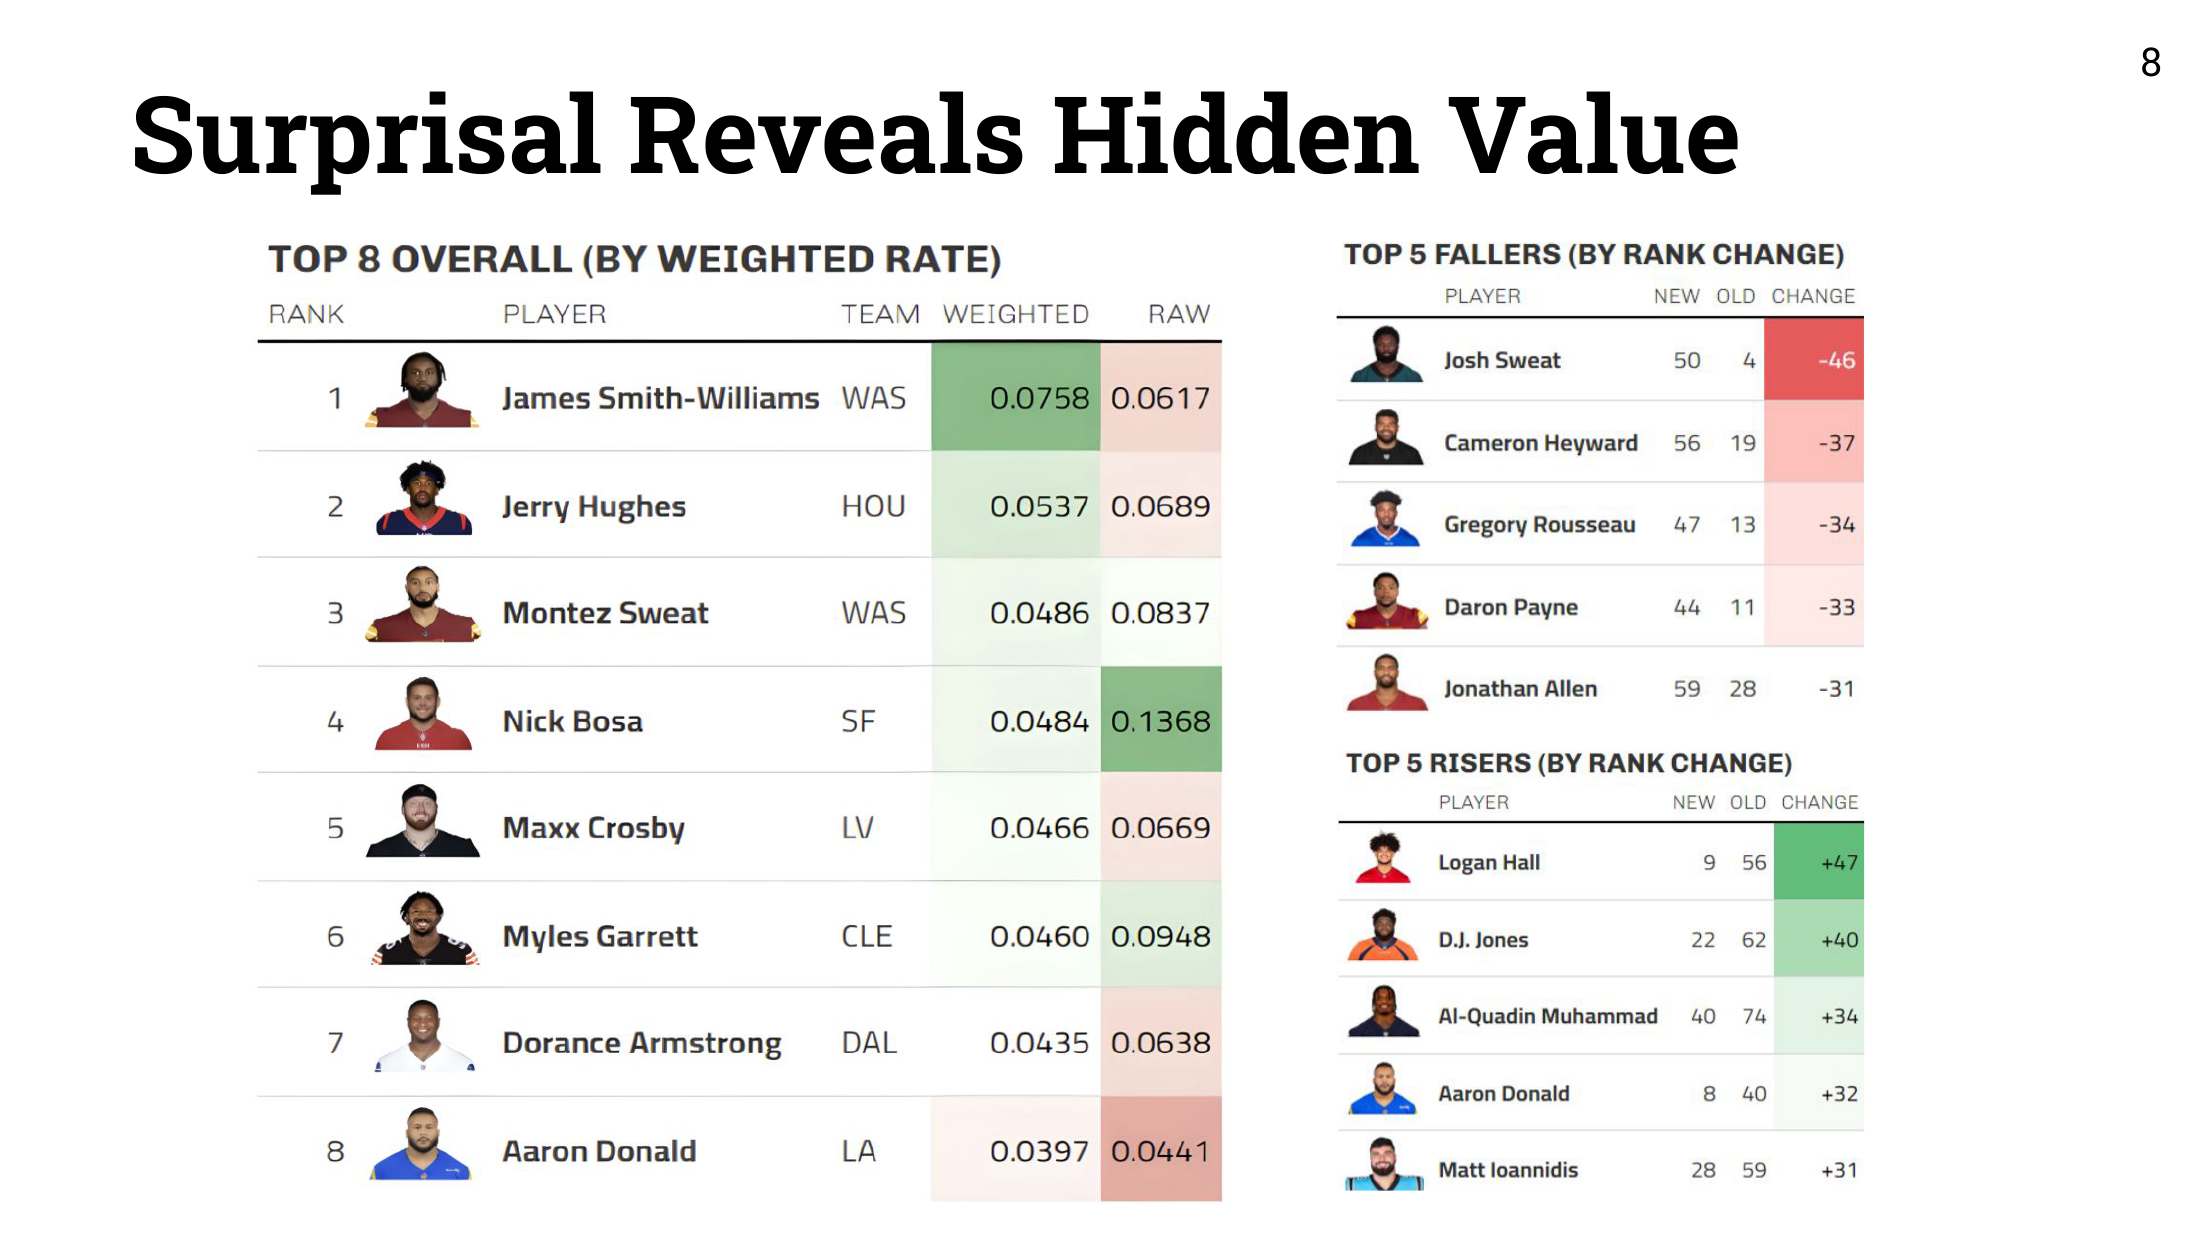 8
Surprisal Reveals Hidden Value
TOP 8 OVERALL (BY WEIGHTED RATE)
RANK PLAYER TEAM WEIGHTED RAW
1 James Smith-Williams WAS 0.0758 0.0617
2 Jerry Hughes HOU 0.0537 0.0689
3 Montez Sweat WAS 0.0486 0.0837
4 Nick Bosa SF 0.0484 0.1368
5 Maxx Crosby LV 0.0466 0.0669
6 Myles Garrett CLE 0.0460 0.0948
7 Dorance Armstrong DAL 0.0435 0.0638
8 Aaron Donald LA 0.0397 0.0441
TOP 5 FALLERS (BY RANK CHANGE)
PLAYER NEW OLD CHANGE
Josh Sweat 50 4 -46
Cameron Heyward 56 19 -37
Gregory Rousseau 47 13 -34
Daron Payne 44 11 -33
Jonathan Allen 59 28 -31
TOP 5 RISERS (BY RANK CHANGE)
PLAYER NEW OLD CHANGE
Logan Hall 9 56 +47
D.J. Jones 22 62 +40
Al-Quadin Muhammad 40 74 +34
Aaron Donald 8 40 +32
Matt Ioannidis 28 59 +31